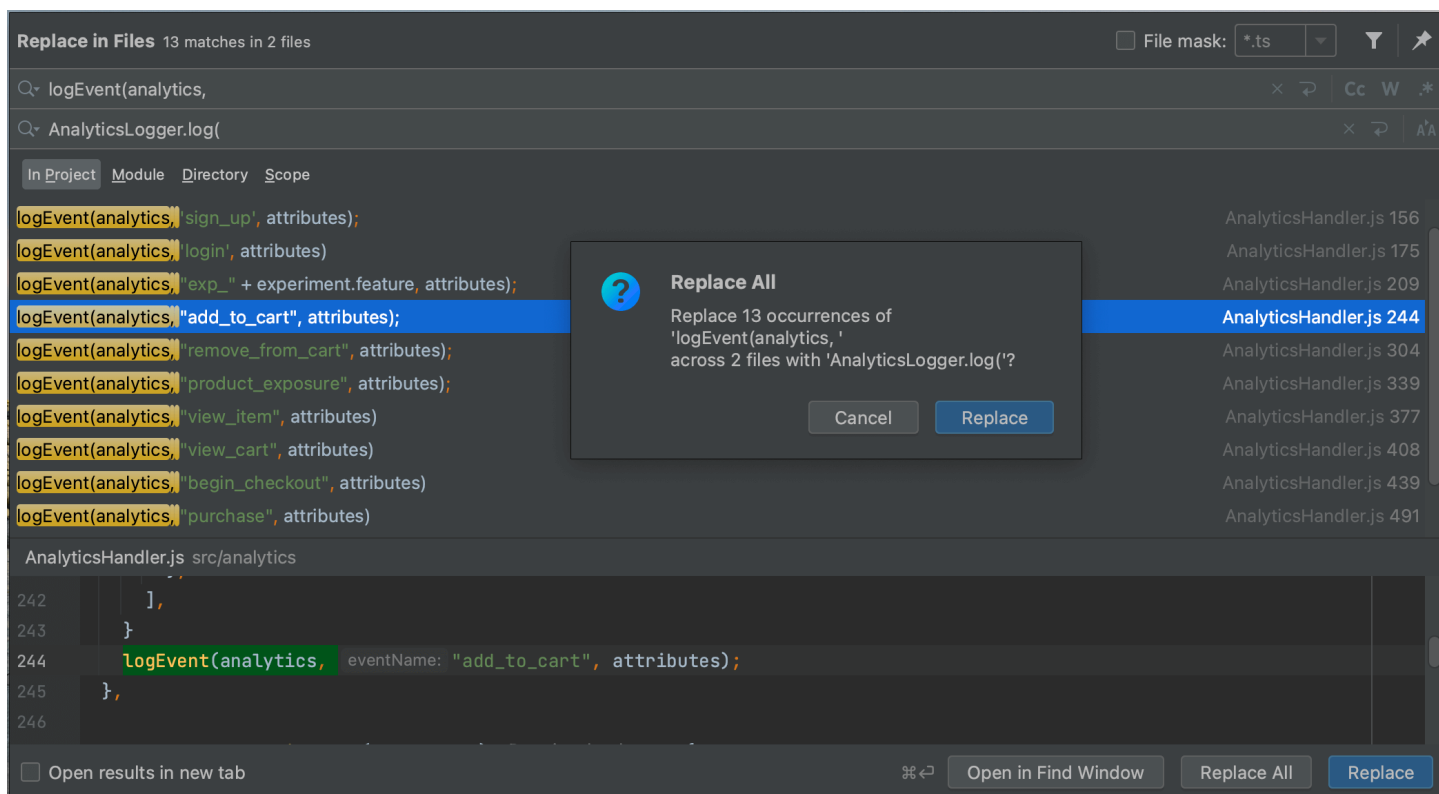 Replace in Files 13 matches in 2 files File mask: *.ts
logEvent(analytics, Cc W .*
AnalyticsLogger.log(
In Project Module Directory Scope
logEvent(analytics, 'sign_up', attributes); AnalyticsHandler.js 156
logEvent(analytics, 'login', attributes) AnalyticsHandler.js 175
logEvent(analytics, "exp_" + experiment.feature, attributes); AnalyticsHandler.js 209
logEvent(analytics, "add_to_cart", attributes); AnalyticsHandler.js 244
logEvent(analytics, "remove_from_cart", attributes); AnalyticsHandler.js 304
logEvent(analytics, "product_exposure", attributes); AnalyticsHandler.js 339
logEvent(analytics, "view_item", attributes) AnalyticsHandler.js 377
logEvent(analytics, "view_cart", attributes) AnalyticsHandler.js 408
logEvent(analytics, "begin_checkout", attributes) AnalyticsHandler.js 439
logEvent(analytics, "purchase", attributes) AnalyticsHandler.js 491
Replace All
Replace 13 occurrences of
'logEvent(analytics, '
across 2 files with 'AnalyticsLogger.log('?
Cancel Replace
AnalyticsHandler.js src/analytics
242 ],
243 }
244 logEvent(analytics, eventName: "add_to_cart", attributes);
245 },
246
Open results in new tab ⌘⏎ Open in Find Window Replace All Replace